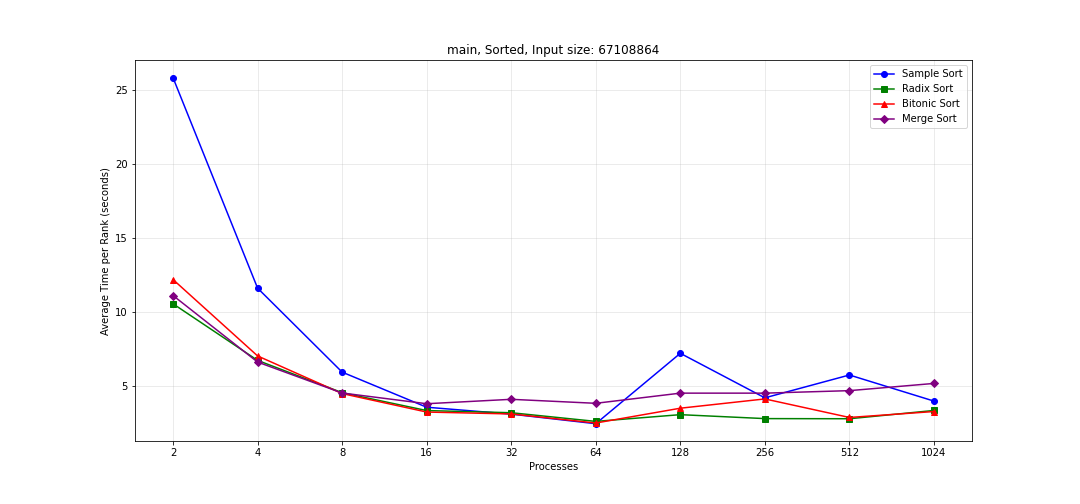 main, Sorted, Input size: 67108864
Sample Sort
Radix Sort
Bitonic Sort
Merge Sort
Average Time per Rank (seconds)
25
20
15
10
5
2 4 8 16 32 64 128 256 512 1024
Processes